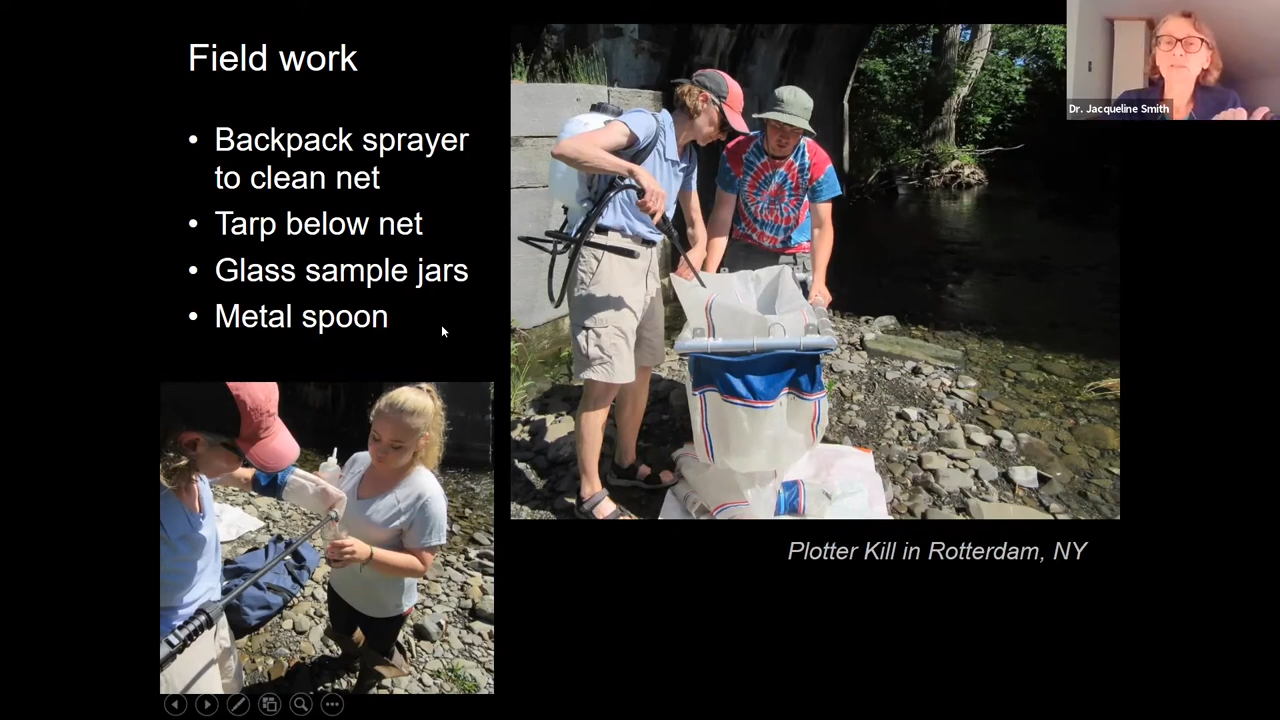 Field work
• Backpack sprayer
to clean net
• Tarp below net
• Glass sample jars
• Metal spoon
Plotter Kill in Rotterdam, NY
Dr. Jacqueline Smith